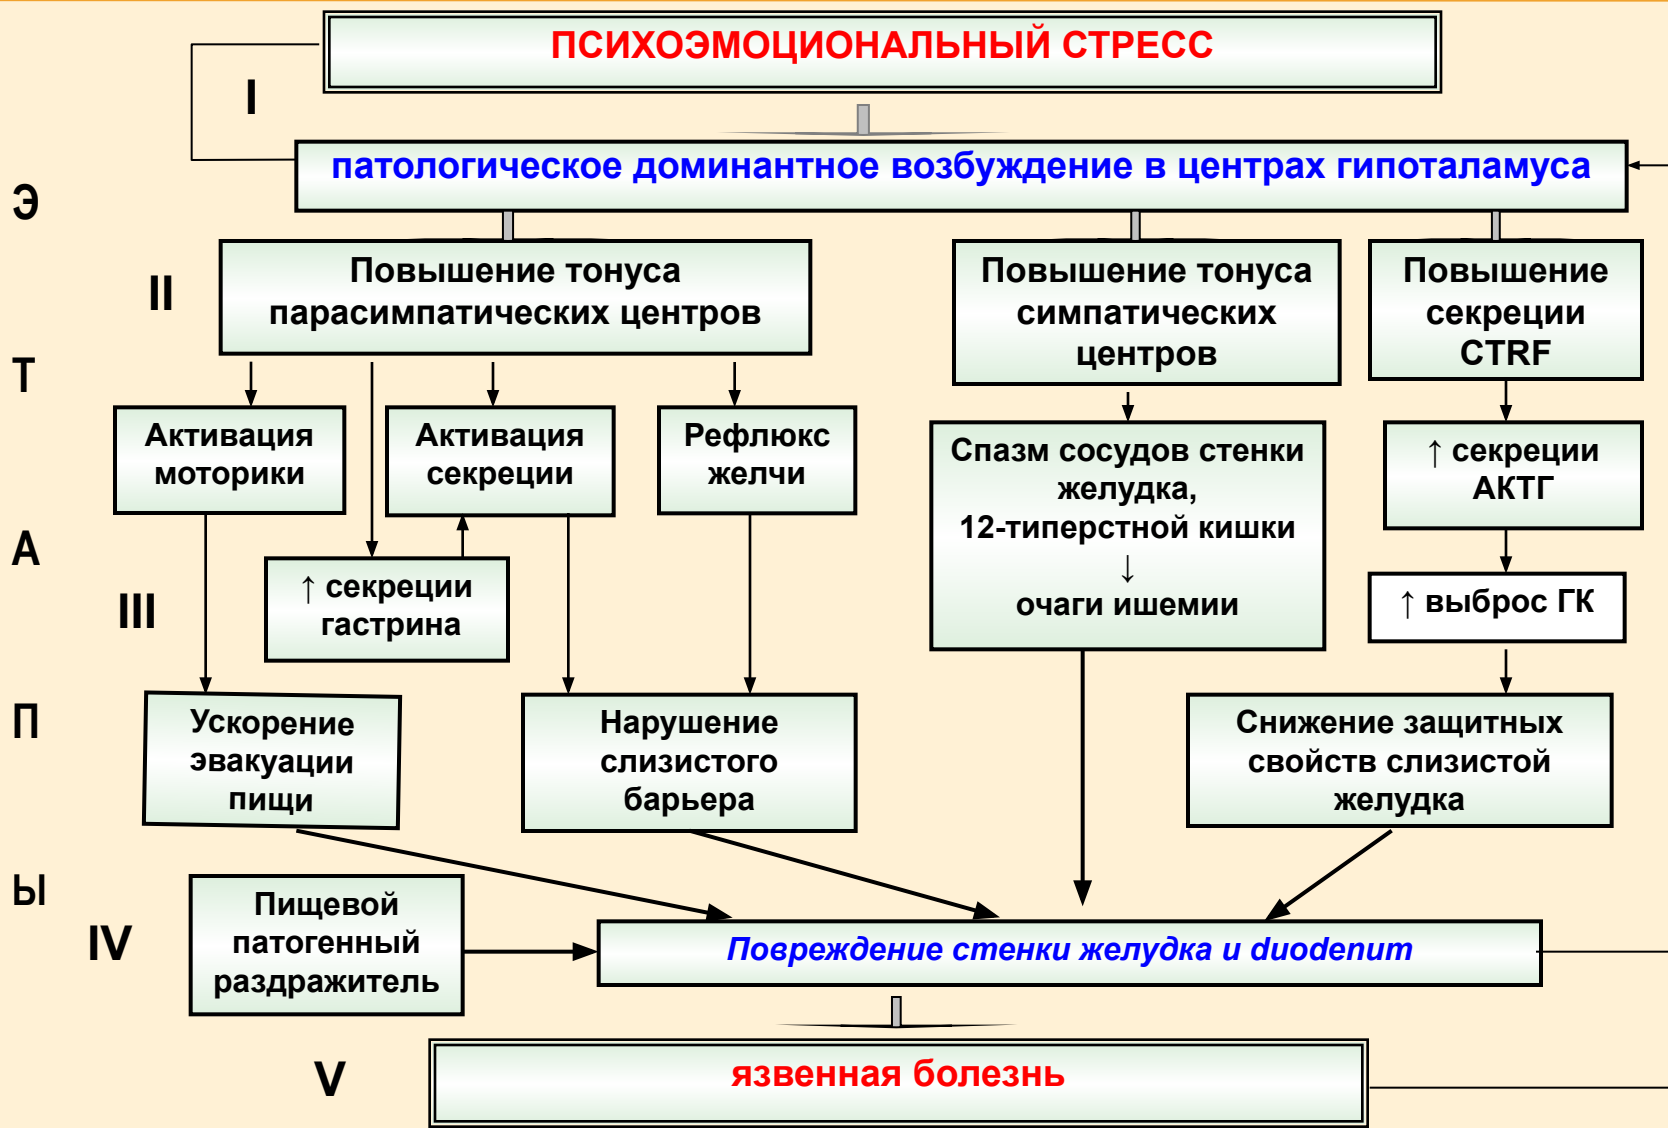 ПСИХОЭМОЦИОНАЛЬНЫЙ СТРЕСС
I
патологическое доминантное возбуждение в центрах гипоталамуса
Э
II
Повышение тонуса
парасимпатических центров
Повышение тонуса
симпатических
центров
Повышение
секреции
CTRF
Т
Активация
моторики
Активация
секреции
Рефлюкс
желчи
Спазм сосудов стенки
желудка,
12-типерстной кишки
↓
очаги ишемии
↑ секреции
АКТГ
А
III
↑ секреции
гастрина
↑ выброс ГК
П
Ускорение
эвакуации
пищи
Нарушение
слизистого
барьера
Снижение защитных
свойств слизистой
желудка
Ы
IV
Пищевой
патогенный
раздражитель
Повреждение стенки желудка и duodenum
V
язвенная болезнь